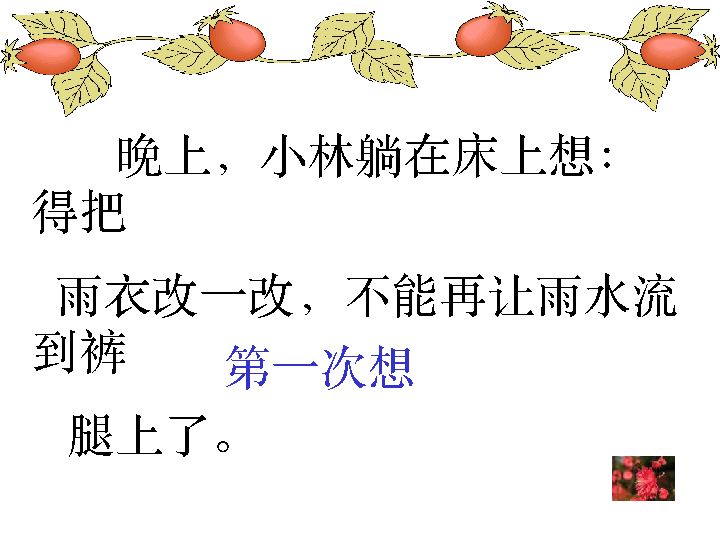 晚上，小林躺在床上想：
得把
雨衣改一改，不能再让雨水流
到裤
第一次想
腿上了。